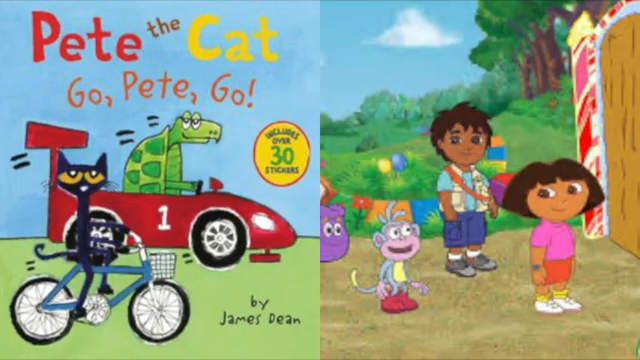 Pete the Cat
Go, Pete, Go!
INCLUDES
OVER
30
STICKERS
1
by
James Dean